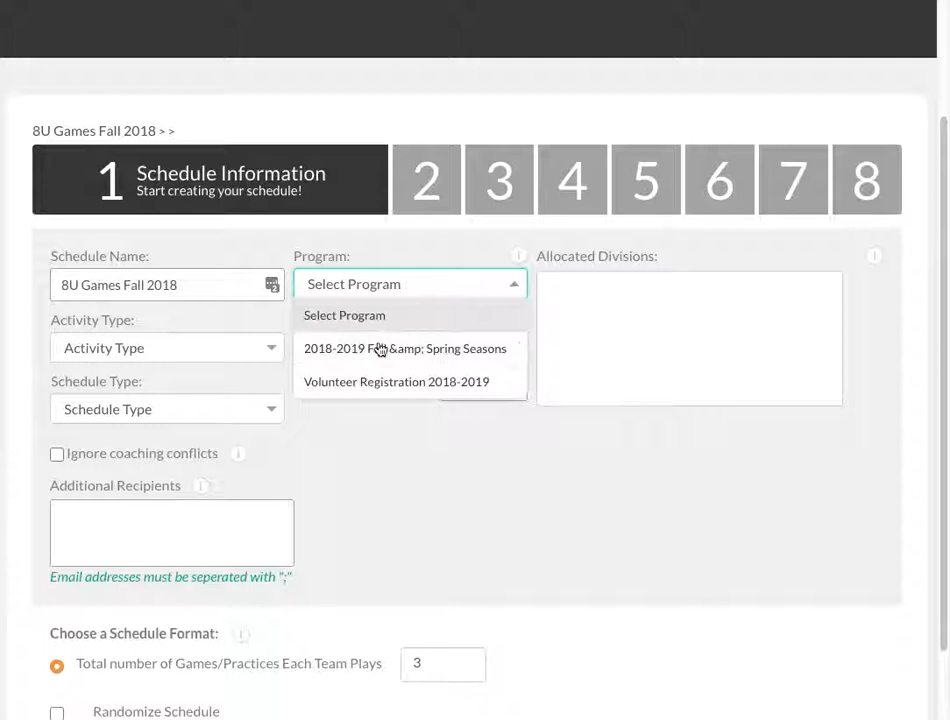 8U Games Fall 2018 > >
1 Schedule Information
Start creating your schedule!
2 3 4 5 6 7 8
Schedule Name:
Program:
Allocated Divisions:
8U Games Fall 2018
Select Program
Select Program
2018-2019 &amp; Spring Seasons
Volunteer Registration 2018-2019
Activity Type:
Activity Type
Schedule Type:
Schedule Type
Ignore coaching conflicts
Additional Recipients
Email addresses must be seperated with ";"
Choose a Schedule Format:
Total number of Games/Practices Each Team Plays 3
Randomize Schedule